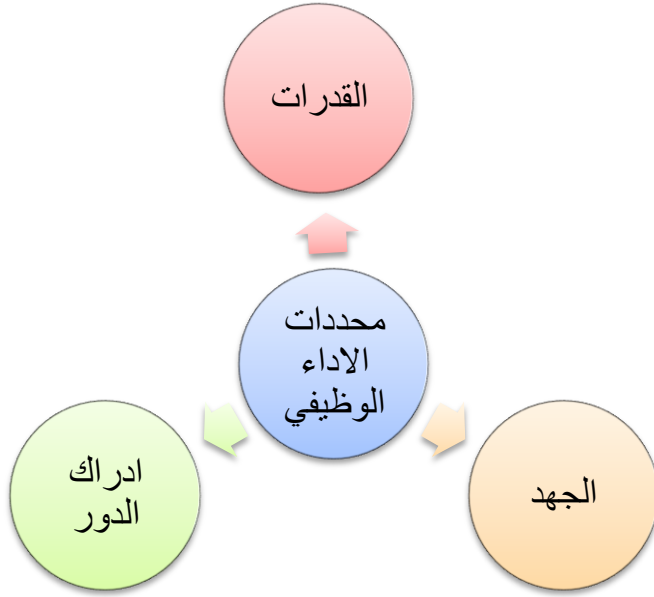 القدرات
محددات
الاداء
الوظيفي
الجهد
ادراك
الدور